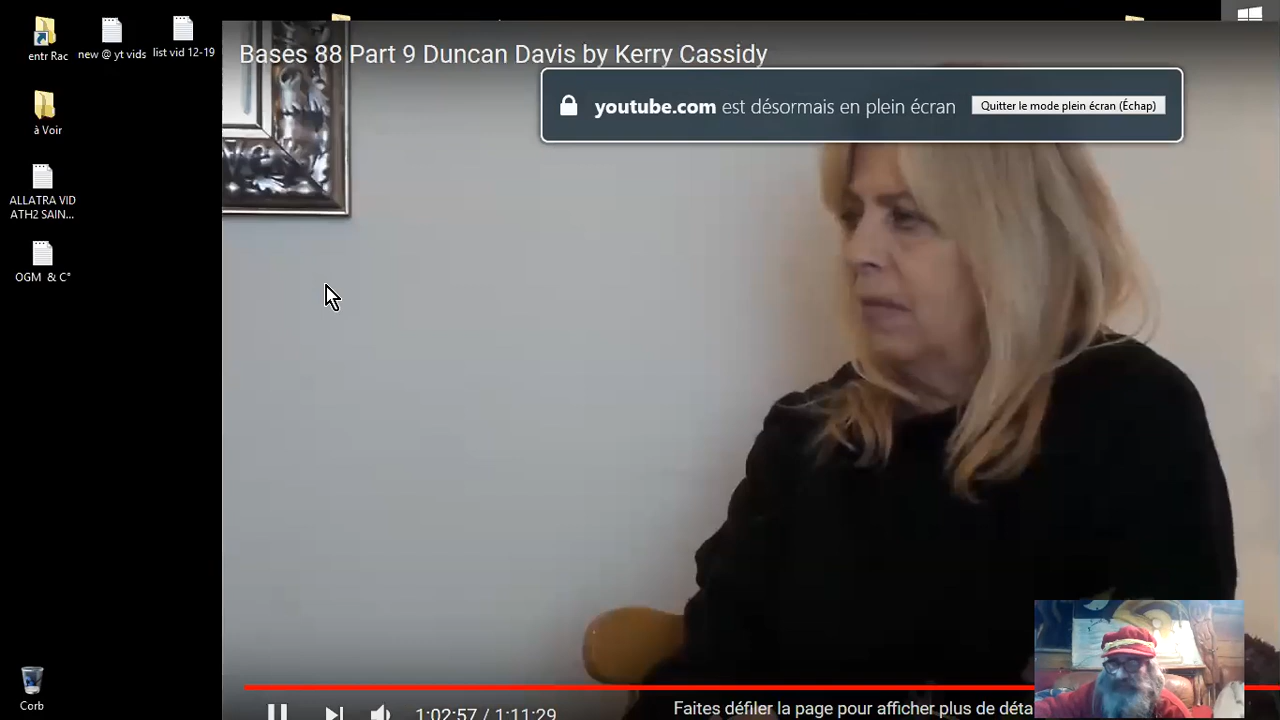 Bases 88 Part 9 Duncan Davis by Kerry Cassidy
youtube.com est désormais en plein écran
Quitter le mode plein écran (Échap)
entr Rac
new @ yt vids
list vid 12-19
à Voir
ALLATRA VID
ATH2 SAIN...
OGM & C°
Corb
1:02:57 / 1:11:29
Faites défiler la page pour afficher plus de déta